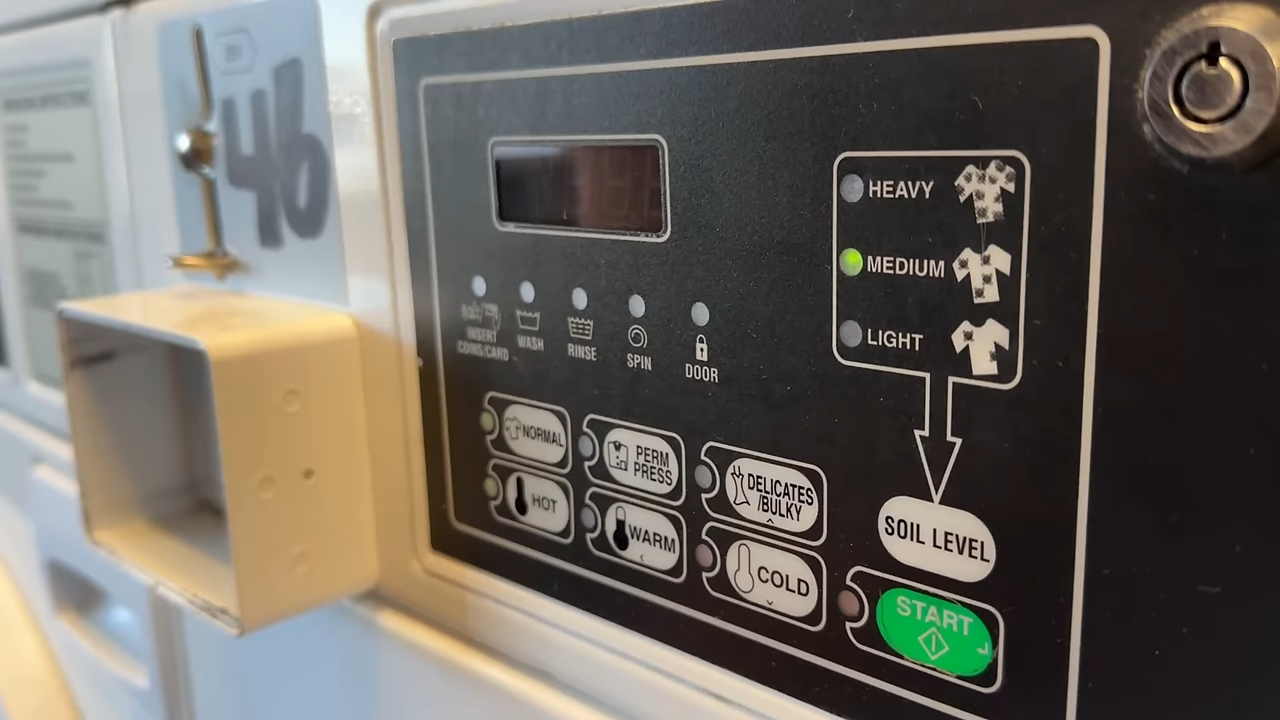 46
HEAVY
MEDIUM
LIGHT
INSERT
COINS/CARD
WASH
RINSE
SPIN
DOOR
NORMAL
PERM
PRESS
DELICATES
/BULKY
HOT
WARM
COLD
SOIL LEVEL
START